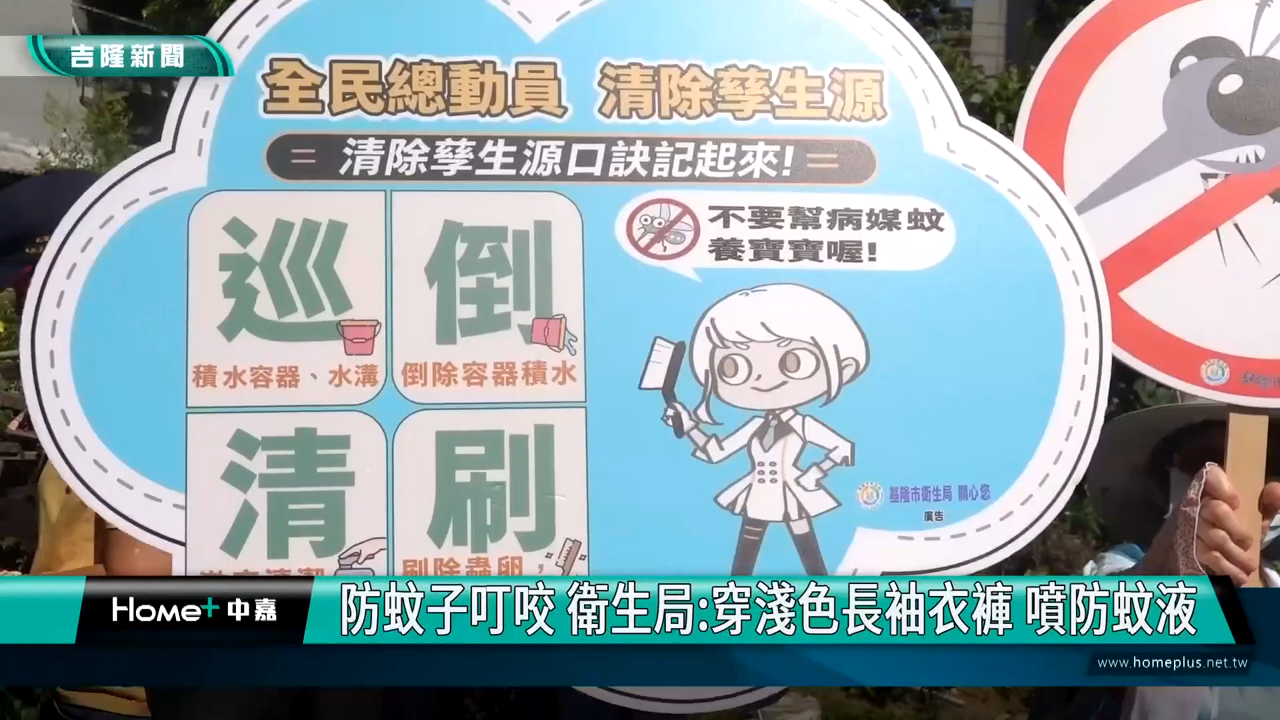 吉隆新聞
全民總動員 清除孳生源
= 清除孳生源口訣記起來! =
不要幫病媒蚊
養寶寶喔!
巡
積水容器、水溝
倒
倒除容器積水
清
刷
刷除蟲卵,
基隆市衛生局 關心您
廣告
Home+中嘉
防蚊子叮咬 衛生局:穿淺色長袖衣褲 噴防蚊液
www.homeplus.net.tw